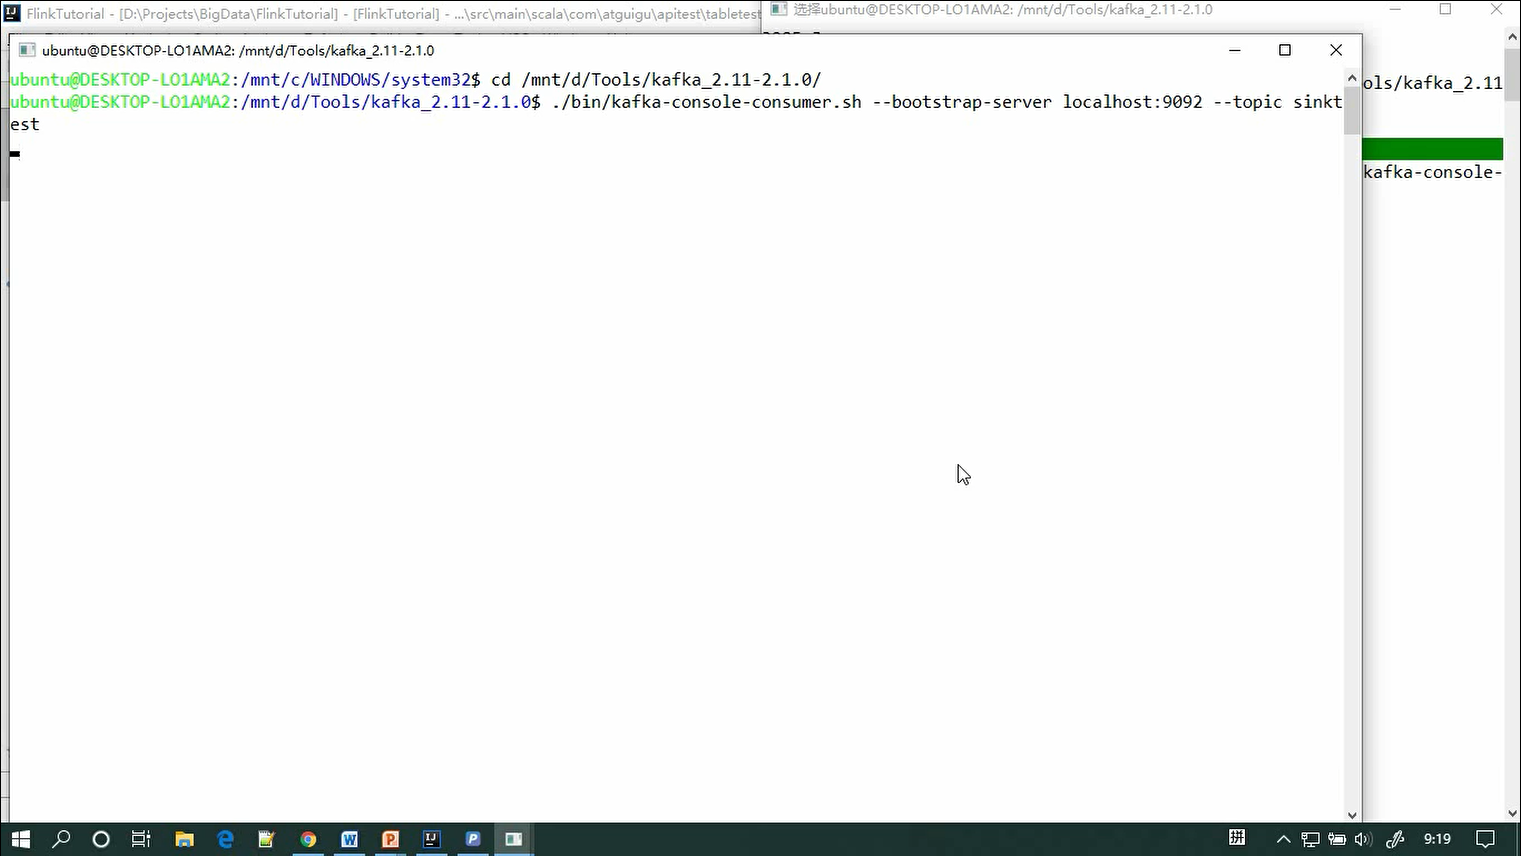 FlinkTutorial - [D:\Projects\BigData\FlinkTutorial] - [FlinkTutorial] - ...\src\main\scala\com\atguigu\apitest\tabletest
选择ubuntu@DESKTOP-LO1AMA2: /mnt/d/Tools/kafka_2.11-2.1.0
ubuntu@DESKTOP-LO1AMA2: /mnt/d/Tools/kafka_2.11-2.1.0
ubuntu@DESKTOP-LO1AMA2:/mnt/c/WINDOWS/system32$ cd /mnt/d/Tools/kafka_2.11-2.1.0/
ols/kafka_2.11
ubuntu@DESKTOP-LO1AMA2:/mnt/d/Tools/kafka_2.11-2.1.0$ ./bin/kafka-console-consumer.sh --bootstrap-server localhost:9092 --topic sinkt
est
kafka-console-
拼
9:19